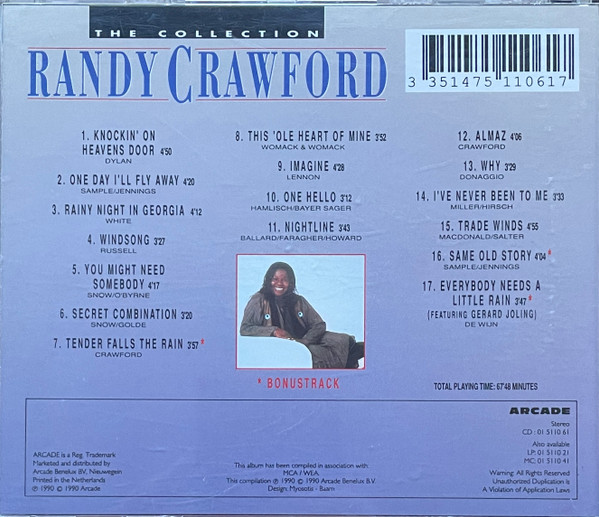 THE COLLECTION
RANDY CRAWFORD
3 351475 110617
1. KNOCKIN' ON
HEAVENS DOOR 4'50
DYLAN
2. ONE DAY I'LL FLY AWAY 4'20
SAMPLE/JENNINGS
3. RAINY NIGHT IN GEORGIA 4'12
WHITE
4. WINDSONG 3'27
RUSSELL
5. YOU MIGHT NEED
SOMEBODY 4'17
SNOW/O'BYRNE
6. SECRET COMBINATION 3'20
SNOW/GOLDE
7. TENDER FALLS THE RAIN 3'57*
CRAWFORD
8. THIS 'OLE HEART OF MINE 3'52
WOMACK & WOMACK
9. IMAGINE 4'28
LENNON
10. ONE HELLO 3'12
HAMLISCH/BAYER SAGER
11. NIGHTLINE 3'43
BALLARD/FARAGHER/HOWARD
12. ALMAZ 4'06
CRAWFORD
13. WHY 3'29
DONAGGIO
14. I'VE NEVER BEEN TO ME 3'33
MILLER/HIRSCH
15. TRADE WINDS 4'55
MACDONALD/SALTER
16. SAME OLD STORY 4'04*
SAMPLE/JENNINGS
17. EVERYBODY NEEDS A
LITTLE RAIN 3'47*
(FEATURING GERARD JOLING)
DE WIJN
* BONUSTRACK
TOTAL PLAYING TIME: 67'48 MINUTES
ARCADE is a Reg. Trademark
Marketed and distributed by
Arcade Benelux BV, Nieuwegein
Printed in the Netherlands
℗ 1990 © 1990 Arcade
This album has been compiled in association with
MCA / WEA.
This compilation ℗ 1990 © 1990 Arcade Benelux B.V.
Design: Myosotis - Baarn
ARCADE
Stereo
CD : 01 5110 61
Also available
LP: 01 5110 21
MC: 01 5110 41
Warning: All Rights Reserved
Unauthorized Duplication is
A Violation of Application Laws